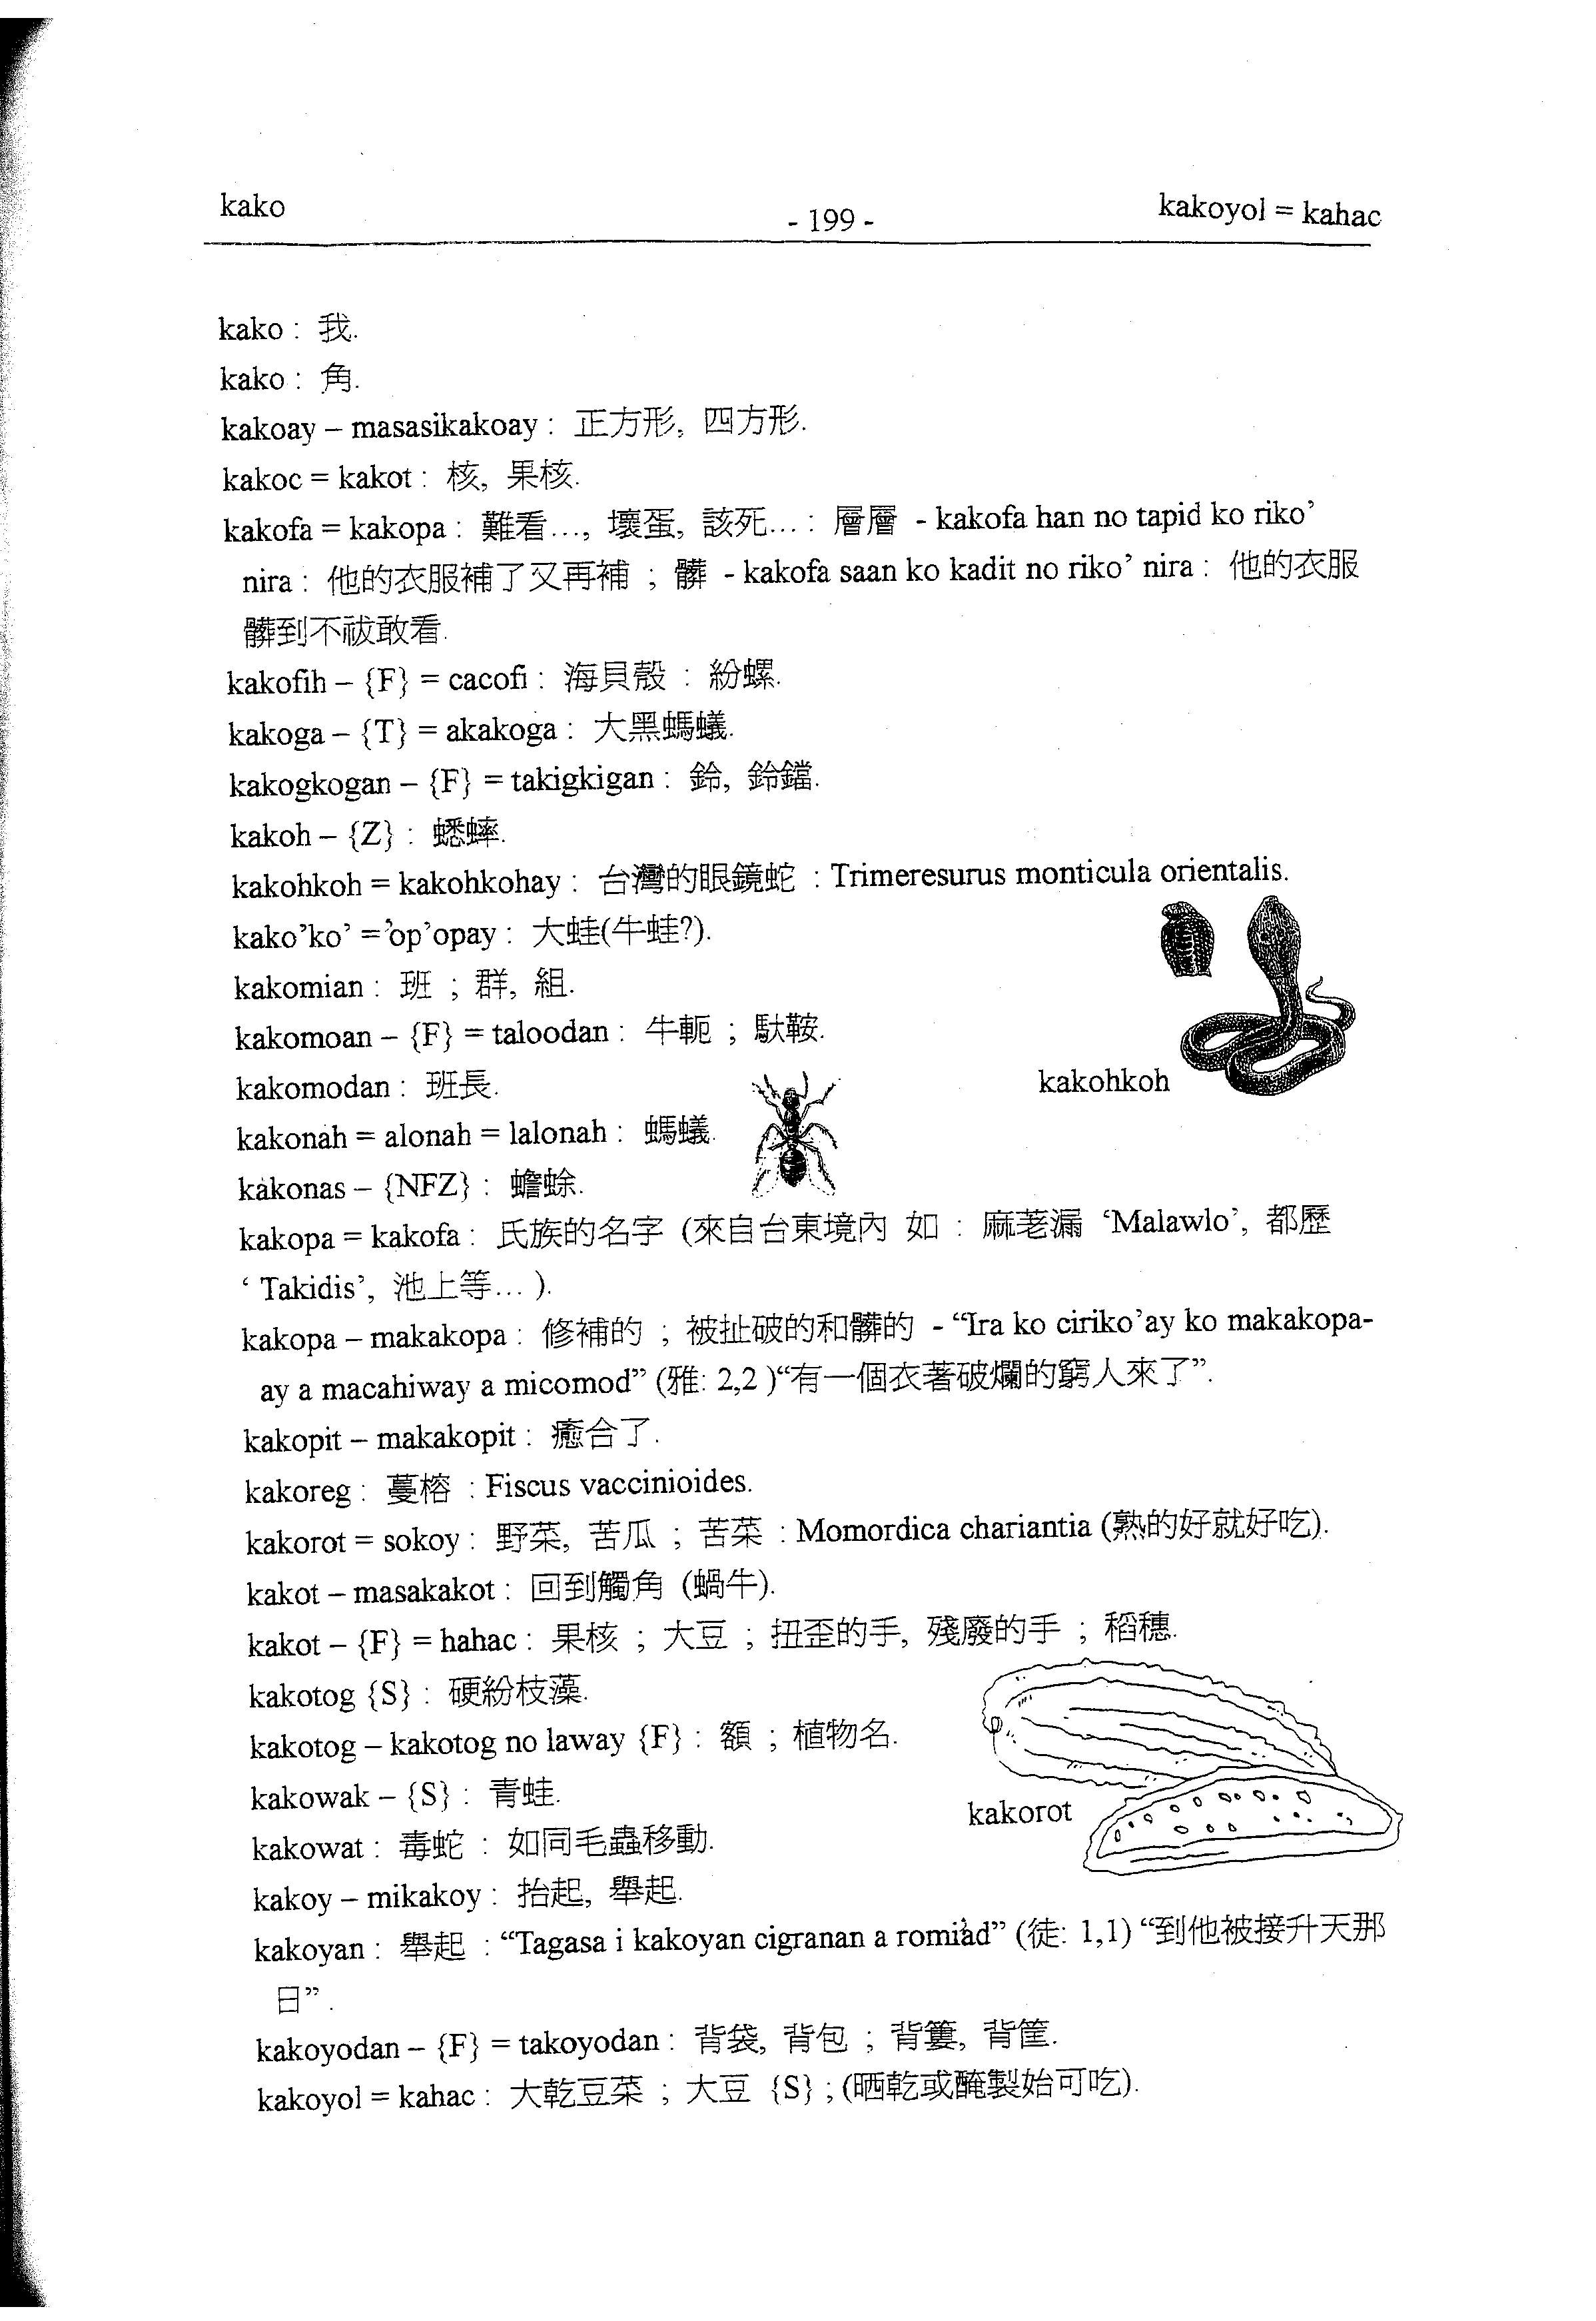 kako
- 199 -
kakoyol = kahac
kako : 我.
kako : 角.
kakoay – masasikakoay : 正方形, 四方形.
kakoc = kakot : 核, 果核.
kakofa = kakopa : 難看..., 壞蛋, 該死... : 層層 - kakofa han no tapid ko riko’
nira : 他的衣服補了又再補 ; 髒 - kakofa saan ko kadit no riko’ nira : 他的衣服
髒到不祓敢看.
kakofih – {F} = cacofi : 海貝殼 : 紛螺.
kakoga – {T} = akakoga : 大黑螞蟻.
kakogkogan – {F} = takigkigan : 鈴, 鈴鐺.
kakoh – {Z} : 蟋蟀.
kakohkoh = kakohkohay : 台灣的眼鏡蛇 : Trimeresurus monticula orientalis.
kako’ko’ = ’op’opay : 大蛙(牛蛙?).
kakomian : 班 ; 群, 組.
kakomoan – {F} = taloodan : 牛軛 ; 馱鞍.
kakomodan : 班長.
kakohkoh
kakonah = alonah = lalonah : 螞蟻.
kakonas – {NFZ} : 蟾蜍.
kakopa = kakofa : 氏族的名字 (來自台東境內 如 : 麻荖漏 ‘Malawlo’, 都歷
‘ Takidis’, 池上等... ).
kakopa – makakopa : 修補的 ; 被扯破的和髒的 - “Ira ko ciriko’ay ko makakopa-
ay a macahiway a micomod” (雅: 2,2 )“有一個衣著破爛的窮人來了”.
kakopit – makakopit : 癒合了.
kakoreg : 蔓榕 : Fiscus vaccinioides.
kakorot = sokoy : 野菜, 苦瓜 ; 苦菜 : Momordica chariantia (熟的好就好吃).
kakot – masakakot : 回到觸角 (蝸牛).
kakot – {F} = hahac : 果核 ; 大豆 ; 扭歪的手, 殘廢的手 ; 稻穗.
kakotog {S} : 硬紛枝藻.
kakotog – kakotog no laway {F} : 額 ; 植物名.
kakowak – {S} : 青蛙.
kakorot
kakowat : 毒蛇 : 如同毛蟲移動.
kakoy – mikakoy : 抬起, 舉起.
kakoyan : 舉起 : “Tagasa i kakoyan cigranan a romiàd” (徒: 1,1) “到他被接升天那
日” .
kakoyodan – {F} = takoyodan : 背袋, 背包 ; 背簍, 背筐.
kakoyol = kahac : 大乾豆菜 ; 大豆 {S} ; (晒乾或醃製始可吃).